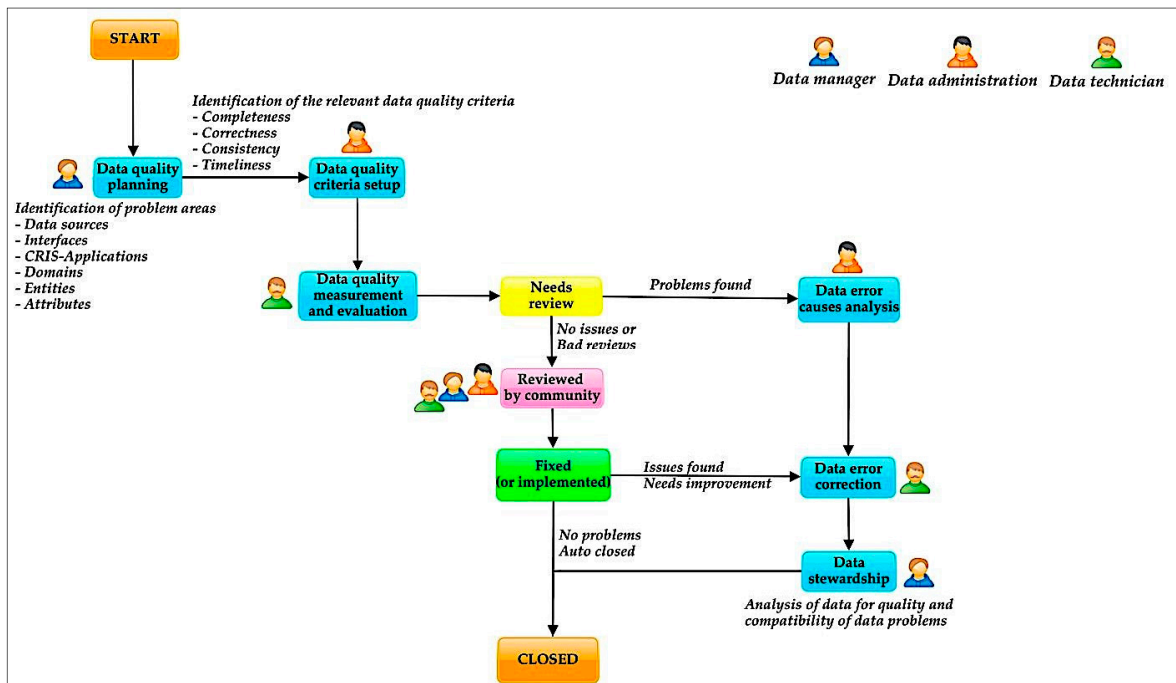 START
Data manager
Data administration
Data technician
Identification of the relevant data quality criteria
- Completeness
- Correctness
- Consistency
- Timeliness
Data quality
planning
Data quality
criteria setup
Identification of problem areas
- Data sources
- Interfaces
- CRIS-Applications
- Domains
- Entities
- Attributes
Data quality
measurement
and evaluation
Needs
review
Problems found
Data error
causes analysis
No issues or
Bad reviews
Reviewed
by community
Fixed
(or implemented)
Issues found
Needs improvement
Data error
correction
No problems
Auto closed
Data
stewardship
Analysis of data for quality and
compatibility of data problems
CLOSED